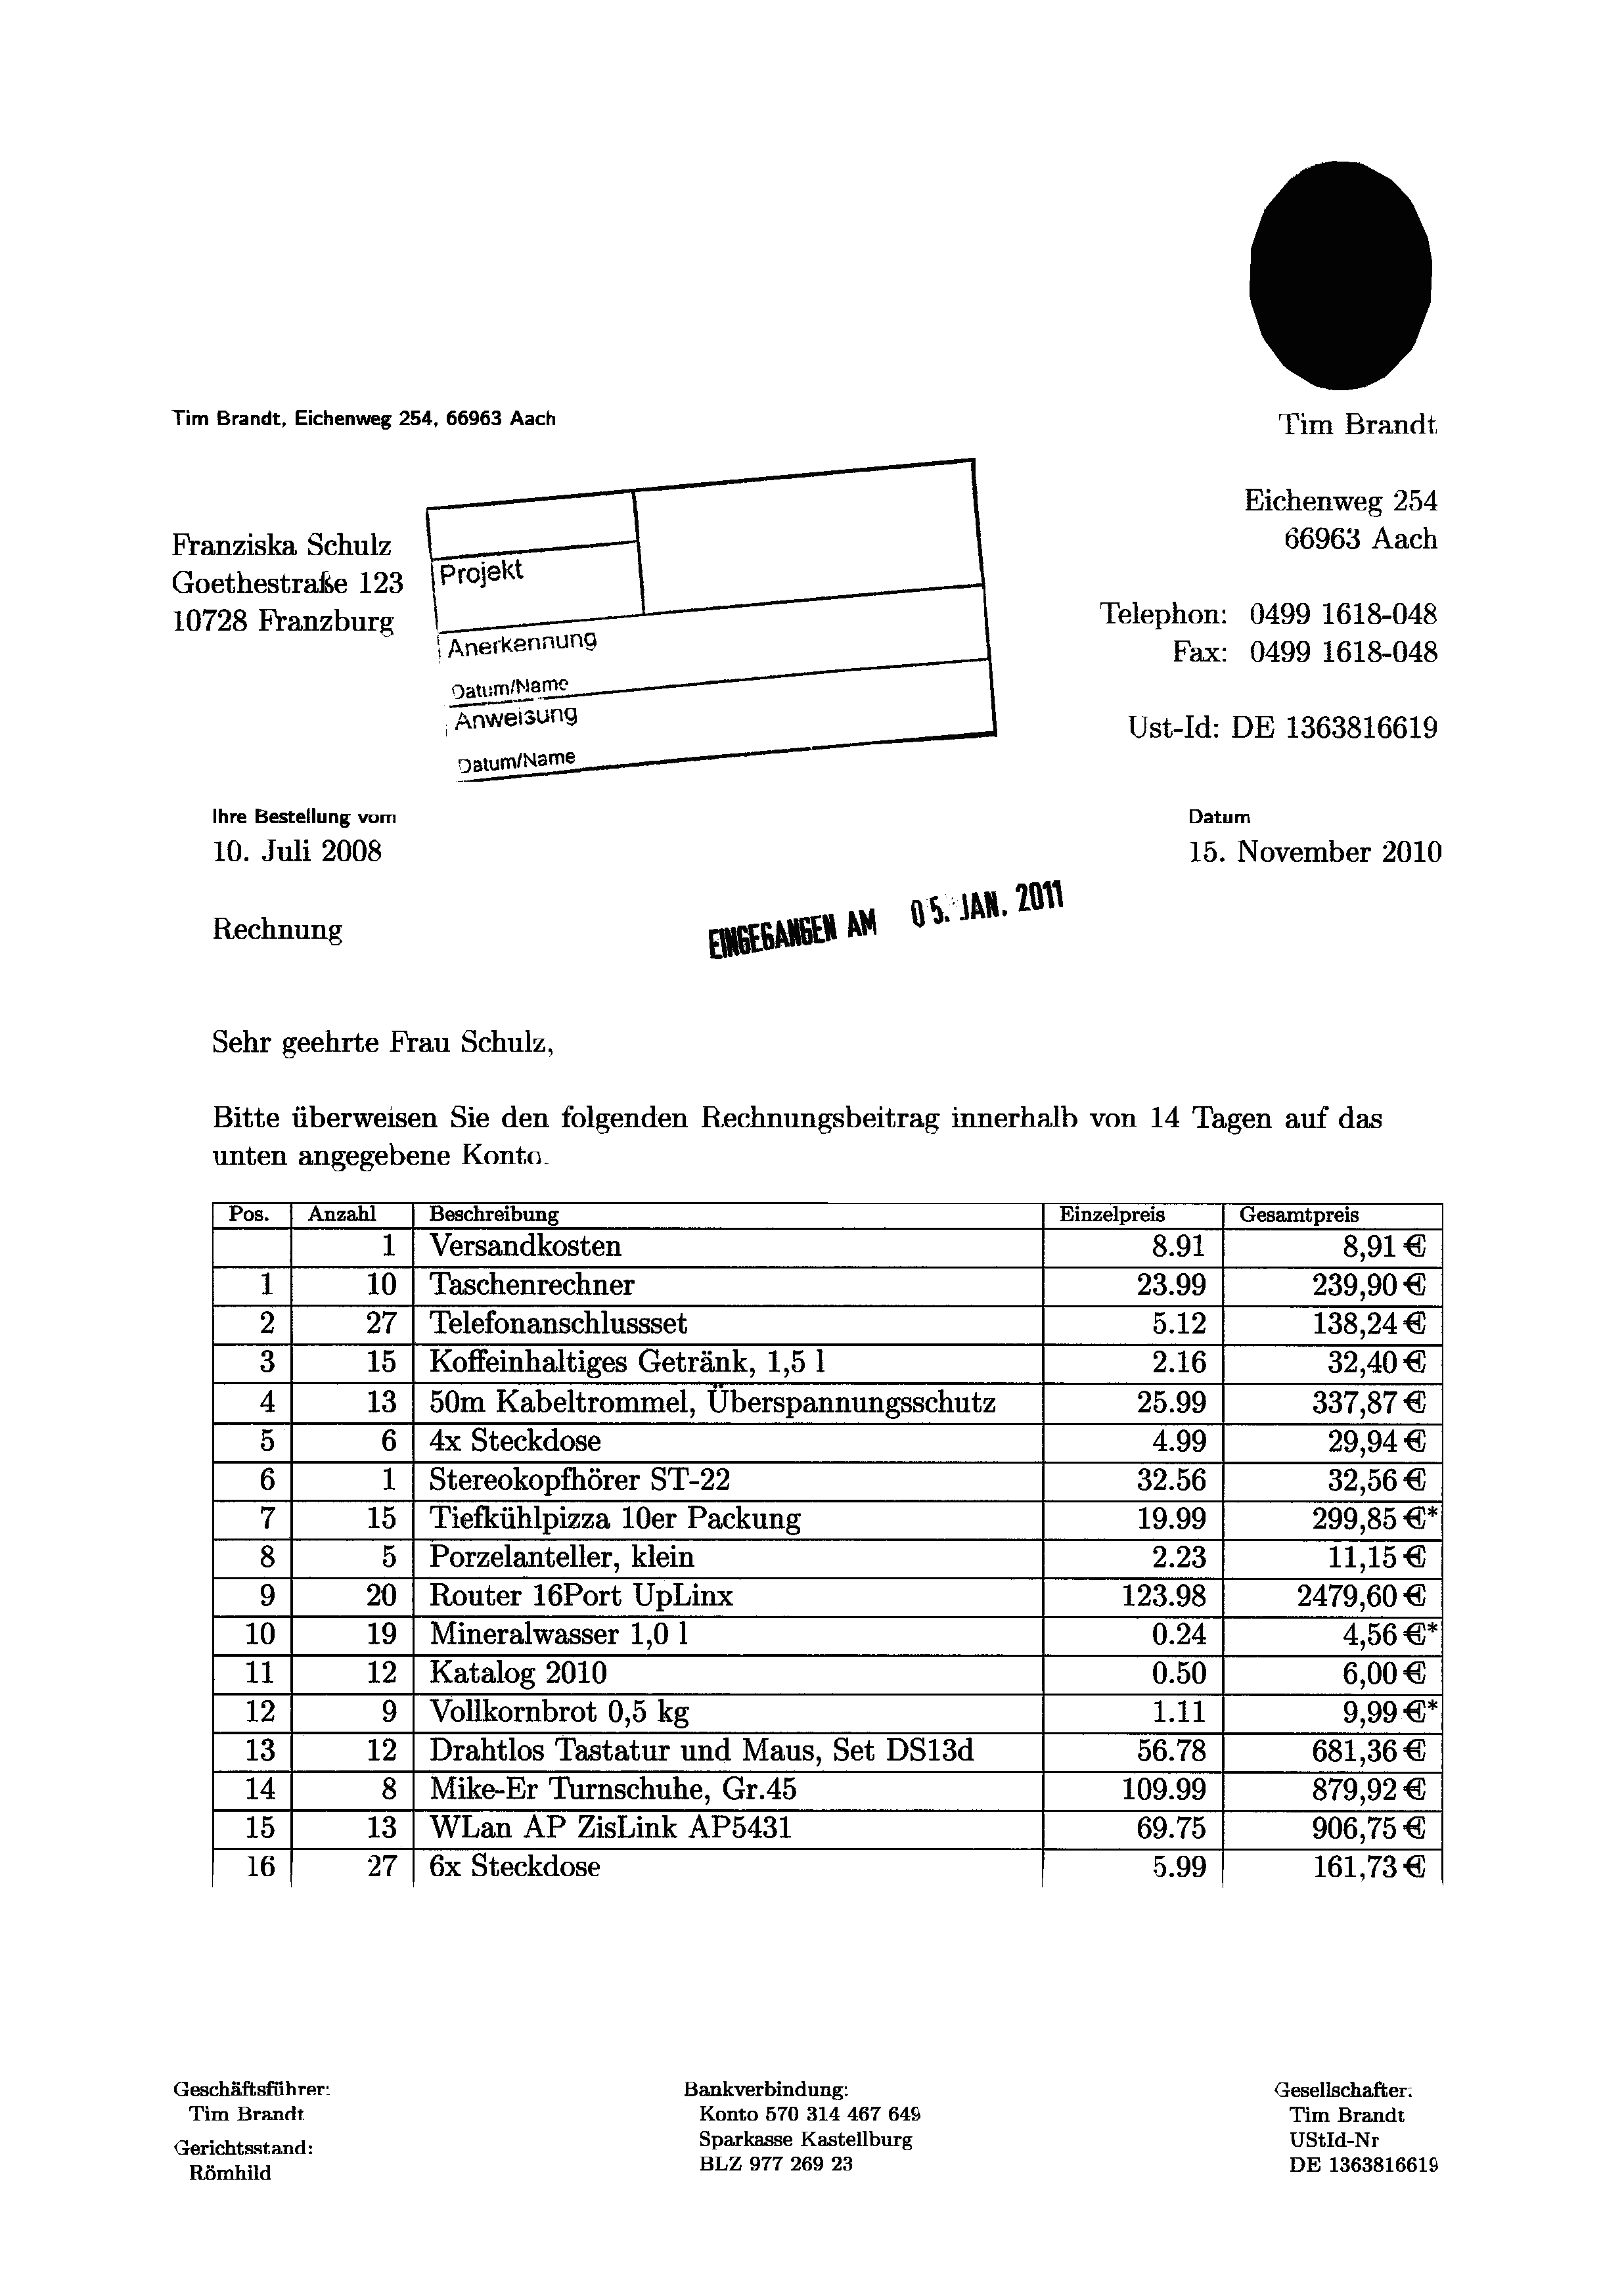 Tim Brandt, Eichenweg 254, 66963 Aach
Tim Brandt
Eichenweg 254
66963 Aach
Telephon: 0499 1618-048
Fax: 0499 1618-048
Ust-Id: DE 1363816619
Franziska Schulz
Goethestraße 123
10728 Franzburg
Projekt
Anerkennung
Datum/Name
Anweisung
Datum/Name
Ihre Bestellung vom
10. Juli 2008
Datum
15. November 2010
Rechnung
EINGEGANGEN AM 05. JAN. 2011
Sehr geehrte Frau Schulz,
Bitte überweisen Sie den folgenden Rechnungsbeitrag innerhalb von 14 Tagen auf das
unten angegebene Konto.
Pos. Anzahl Beschreibung Einzelpreis Gesamtpreis
1 Versandkosten 8.91 8,91 €
1 10 Taschenrechner 23.99 239,90 €
2 27 Telefonanschlussset 5.12 138,24 €
3 15 Koffeinhaltiges Getränk, 1,5 l 2.16 32,40 €
4 13 50m Kabeltrommel, Überspannungsschutz 25.99 337,87 €
5 6 4x Steckdose 4.99 29,94 €
6 1 Stereokopfhörer ST-22 32.56 32,56 €
7 15 Tiefkühlpizza 10er Packung 19.99 299,85 €*
8 5 Porzelanteller, klein 2.23 11,15 €
9 20 Router 16Port UpLinx 123.98 2479,60 €
10 19 Mineralwasser 1,0 l 0.24 4,56 €*
11 12 Katalog 2010 0.50 6,00 €
12 9 Vollkornbrot 0,5 kg 1.11 9,99 €*
13 12 Drahtlos Tastatur und Maus, Set DS13d 56.78 681,36 €
14 8 Mike-Er Turnschuhe, Gr.45 109.99 879,92 €
15 13 WLan AP ZisLink AP5431 69.75 906,75 €
16 27 6x Steckdose 5.99 161,73 €
Geschäftsführer:
Tim Brandt
Gerichtsstand:
Römhild
Bankverbindung:
Konto 570 314 467 649
Sparkasse Kastellburg
BLZ 977 269 23
Gesellschafter:
Tim Brandt
UStId-Nr
DE 1363816619